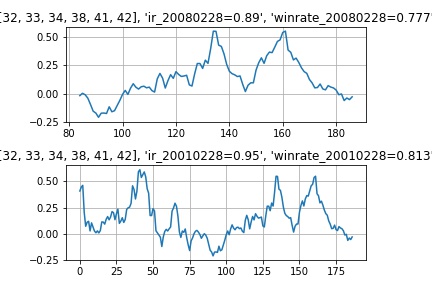 [32, 33, 34, 38, 41, 42], 'ir_20080228=0.89', 'winrate_20080228=0.777'
0.50
0.25
0.00
−0.25
80 100 120 140 160 180
[32, 33, 34, 38, 41, 42], 'ir_20010228=0.95', 'winrate_20010228=0.813'
0.50
0.25
0.00
−0.25
0 25 50 75 100 125 150 175